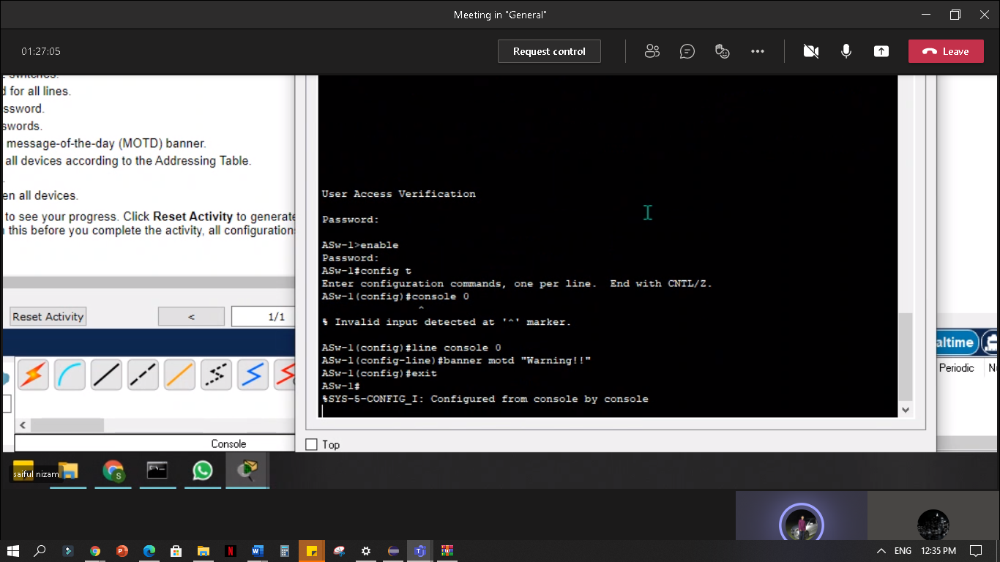 Meeting in "General"
01:27:05
Request control
Leave
switches.
d for all lines.
ssword.
swords.
message-of-the-day (MOTD) banner.
all devices according to the Addressing Table.
.
en all devices.
to see your progress. Click Reset Activity to generate
this before you complete the activity, all configuration
Reset Activity
<
1/1
User Access Verification
Password:
ASw-1>enable
Password:
ASw-1#config t
Enter configuration commands, one per line.  End with CNTL/Z.
ASw-1(config)#console 0
^
% Invalid input detected at '^' marker.
ASw-1(config)#line console 0
ASw-1(config-line)#banner motd "Warning!!"
ASw-1(config)#exit
ASw-1#
%SYS-5-CONFIG_I: Configured from console by console
altime
Periodic
Console
Top
saiful nizam
ENG
12:35 PM